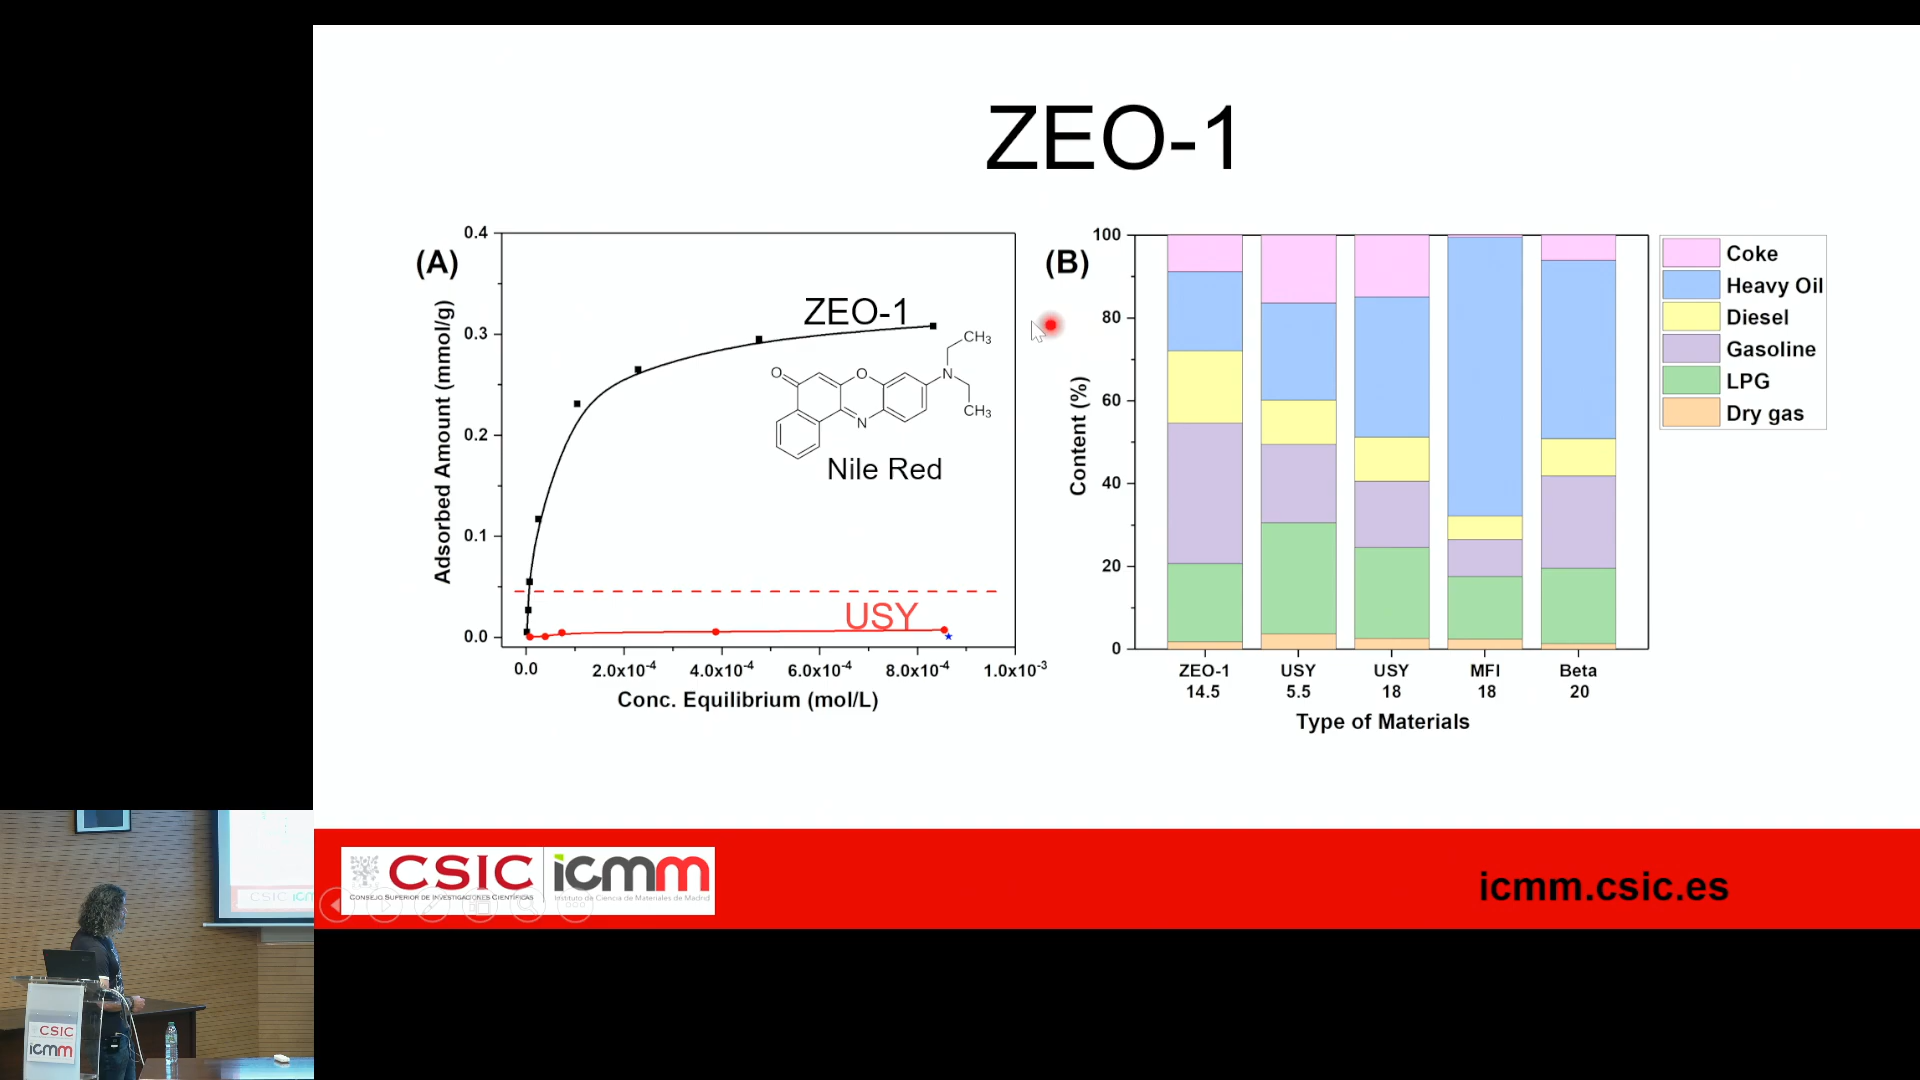 ZEO-1
(A)
0.4
0.3
0.2
0.1
0.0
Adsorbed Amount (mmol/g)
ZEO-1
CH3
N
CH3
O
O
N
Nile Red
USY
0.0
2.0x10-4
4.0x10-4
6.0x10-4
8.0x10-4
1.0x10-3
Conc. Equilibrium (mol/L)
(B)
100
80
60
40
20
0
Content (%)
ZEO-1
14.5
USY
5.5
USY
18
MFI
18
Beta
20
Type of Materials
Coke
Heavy Oil
Diesel
Gasoline
LPG
Dry gas
CSIC
CONSEJO SUPERIOR DE INVESTIGACIONES CIENTÍFICAS
icmm
Instituto de Ciencia de Materiales de Madrid
icmm.csic.es
CSIC
CSIC
icmm